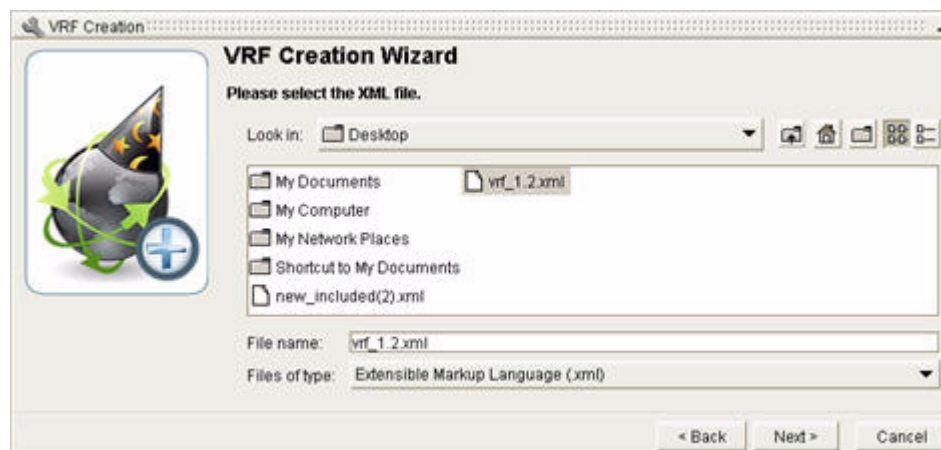 VRF Creation
VRF Creation Wizard
Please select the XML file.
Look in: Desktop
My Documents vrf_1.2.xml
My Computer
My Network Places
Shortcut to My Documents
new_included(2).xml
File name: vrf_1.2.xml
Files of type: Extensible Markup Language (.xml)
< Back Next > Cancel